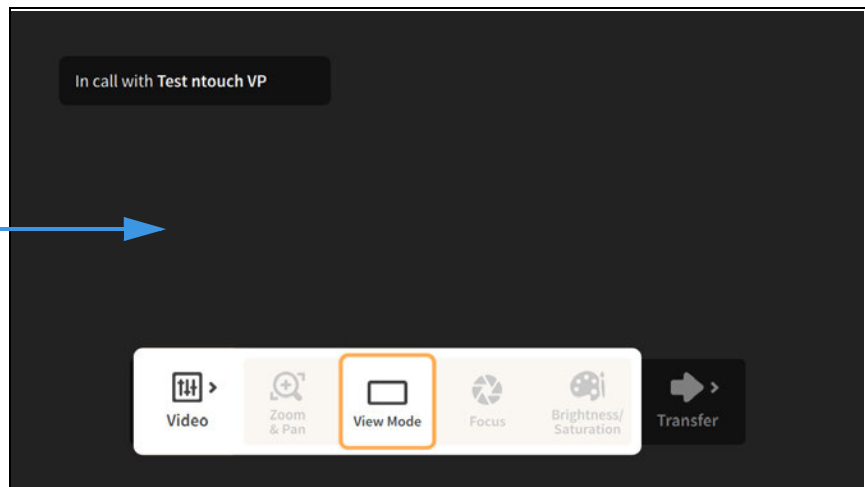 In call with Test ntouch VP
Video
Zoom
& Pan
View Mode
Focus
Brightness/
Saturation
Transfer